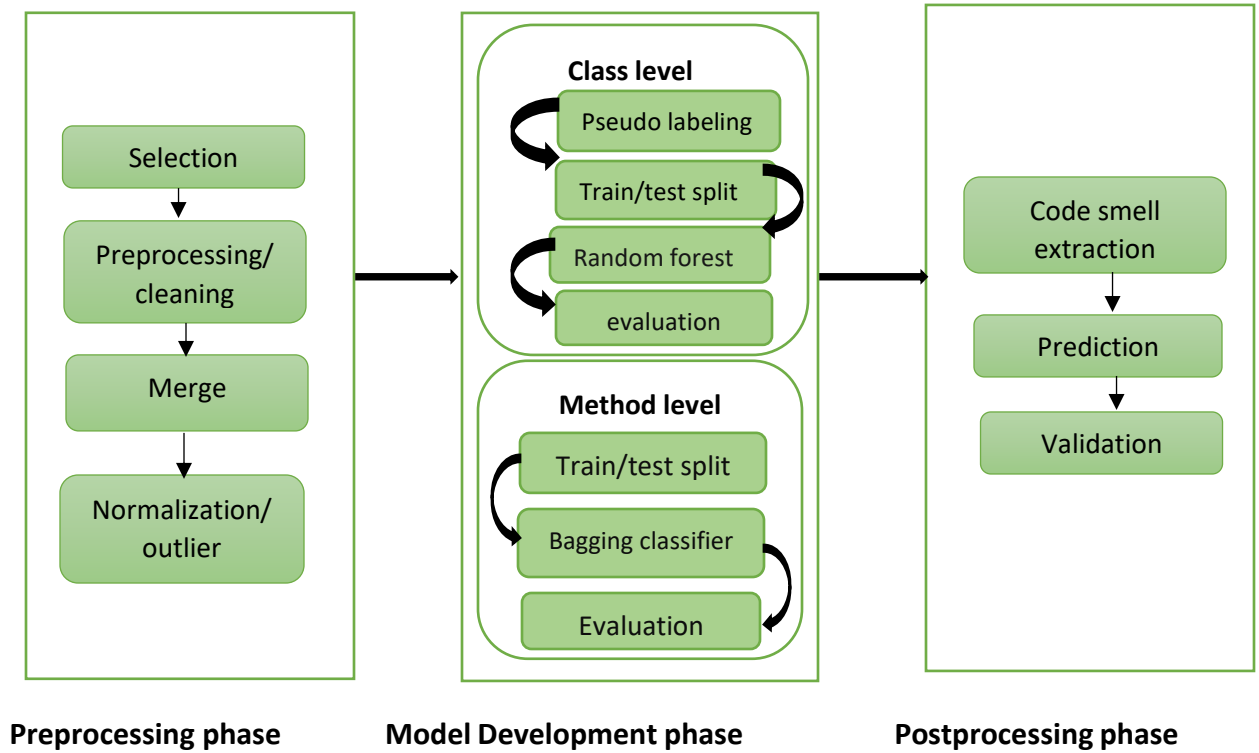 Selection
Preprocessing/
cleaning
Merge
Normalization/
outlier
Class level
Pseudo labeling
Train/test split
Random forest
evaluation
Method level
Train/test split
Bagging classifier
Evaluation
Code smell
extraction
Prediction
Validation
Preprocessing phase
Model Development phase
Postprocessing phase